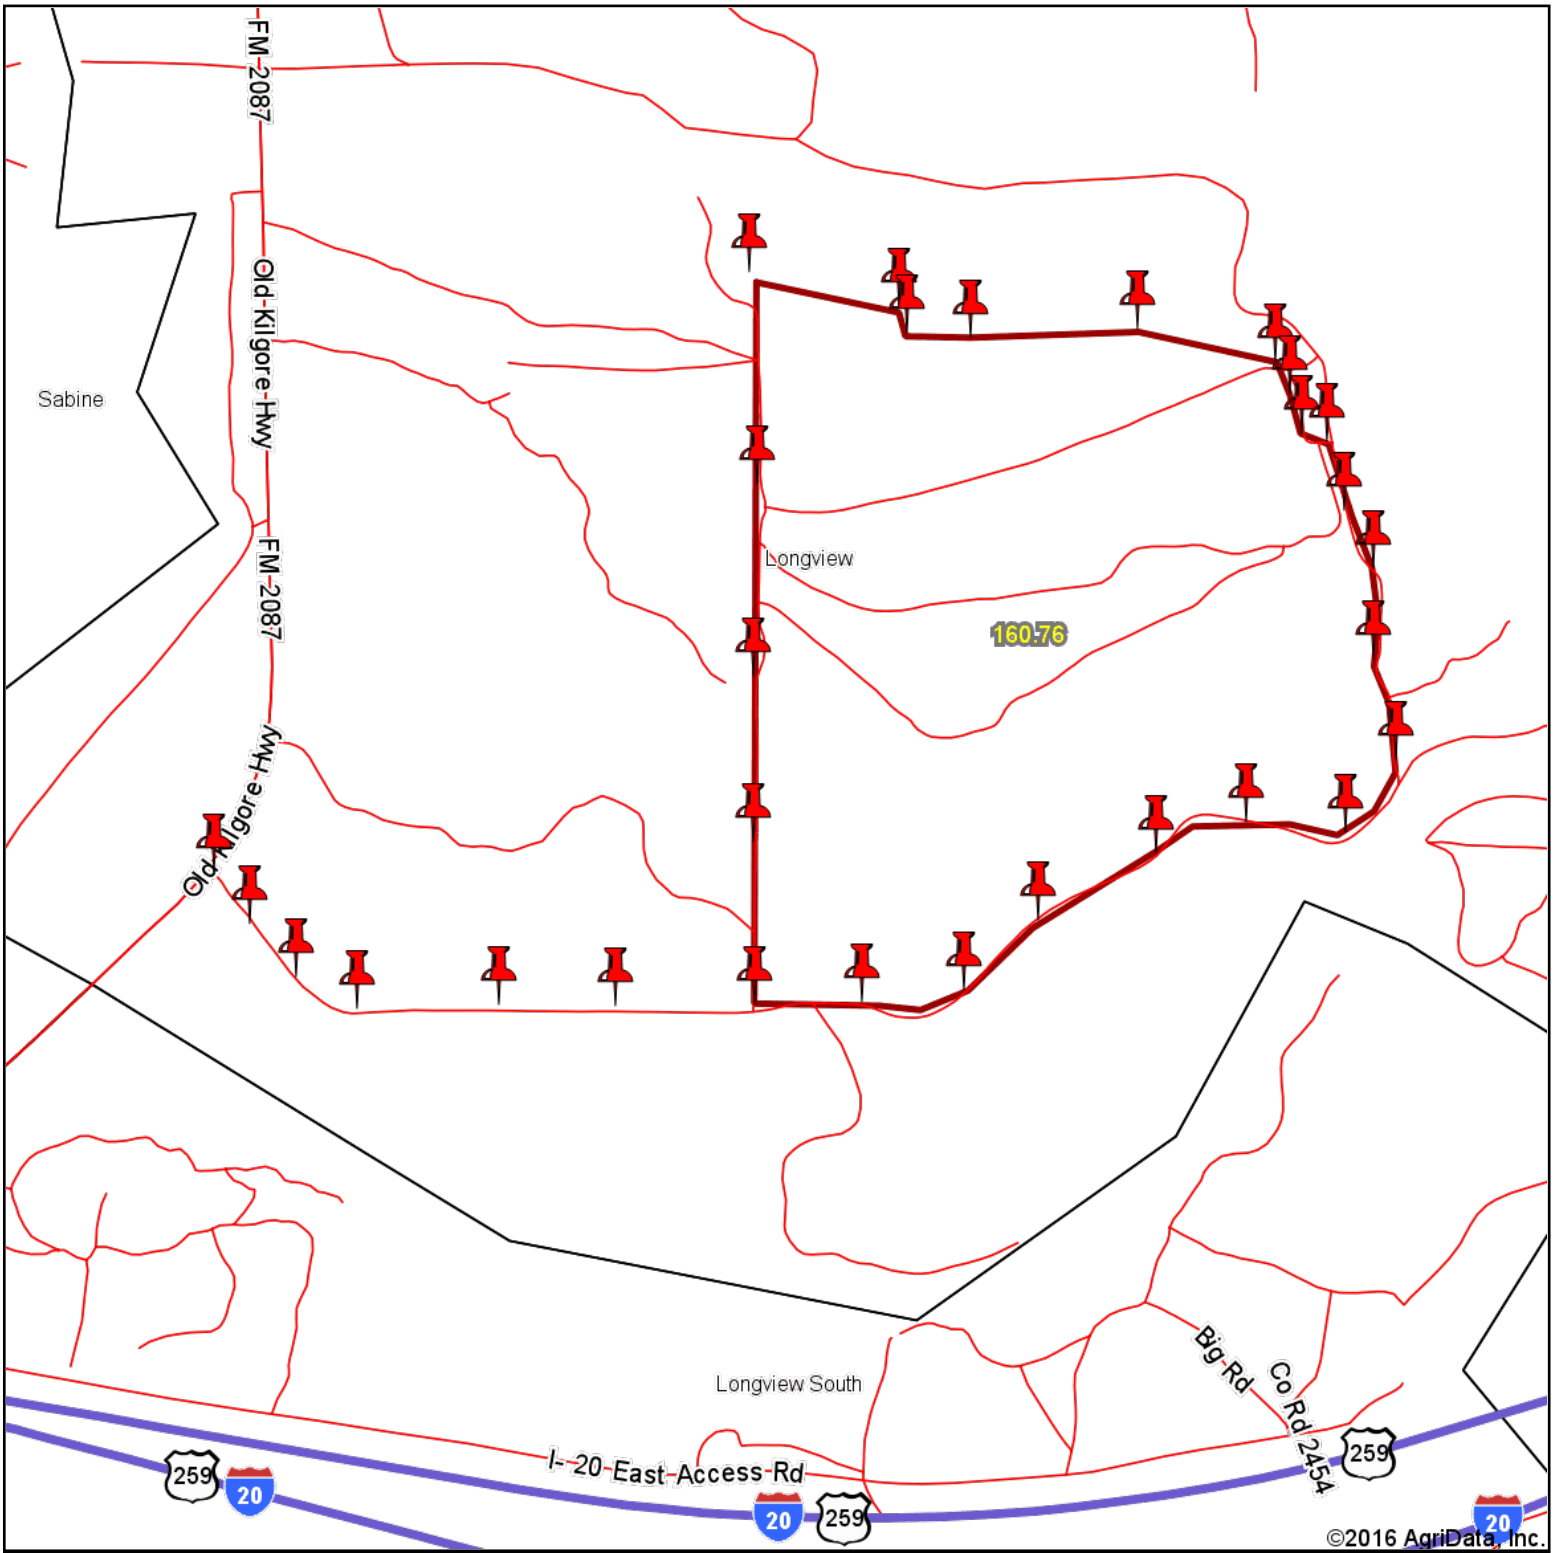 FM 2087
Old Kilgore Hwy
Sabine
FM 2087
Longview
160.76
Old Kilgore Hwy
Longview South
Big Rd
Co Rd 2454
I- 20 East Access Rd
259
259
20
20
259
20
©2016 AgriData, Inc.